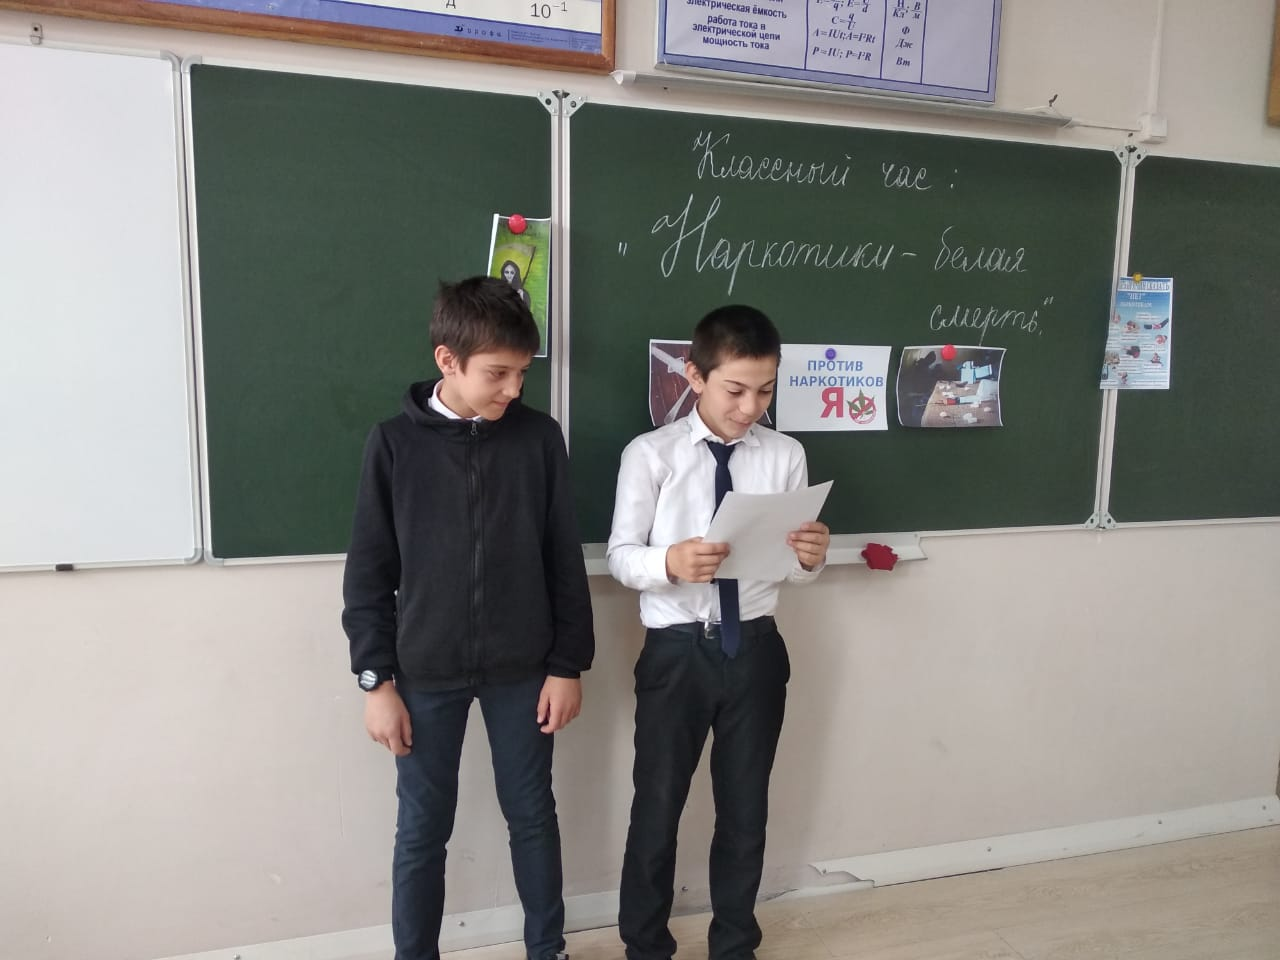 д
10⁻¹
электрическая ёмкость
работа тока в
электрической цепи
мощность тока
A=IUt; A=I²Rt
P=IU; P=I²R
Ф
Дж
Вт
Классный час:
"Наркотики - белая
смерть."
ПРОТИВ
НАРКОТИКОВ
Я
"НЕТ"